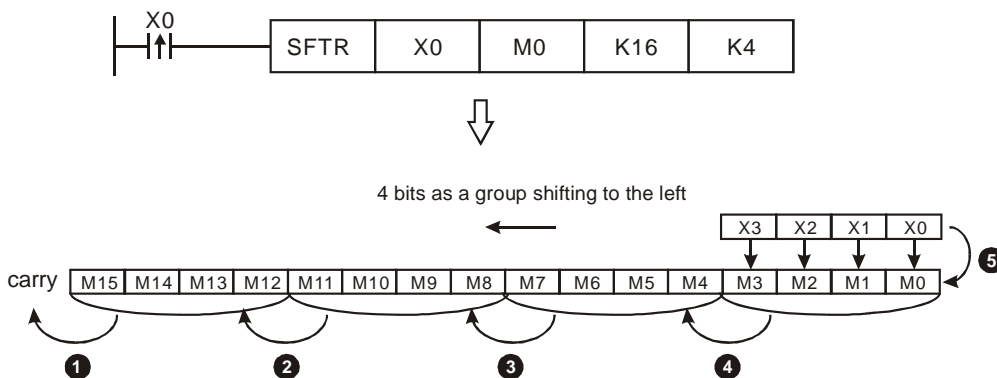 X0
SFTR X0 M0 K16 K4
4 bits as a group shifting to the left
X3 X2 X1 X0
5
carry M15 M14 M13 M12 M11 M10 M9 M8 M7 M6 M5 M4 M3 M2 M1 M0
1 2 3 4